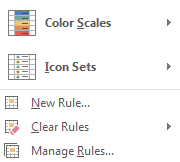 Color Scales
Icon Sets
New Rule...
Clear Rules
Manage Rules...